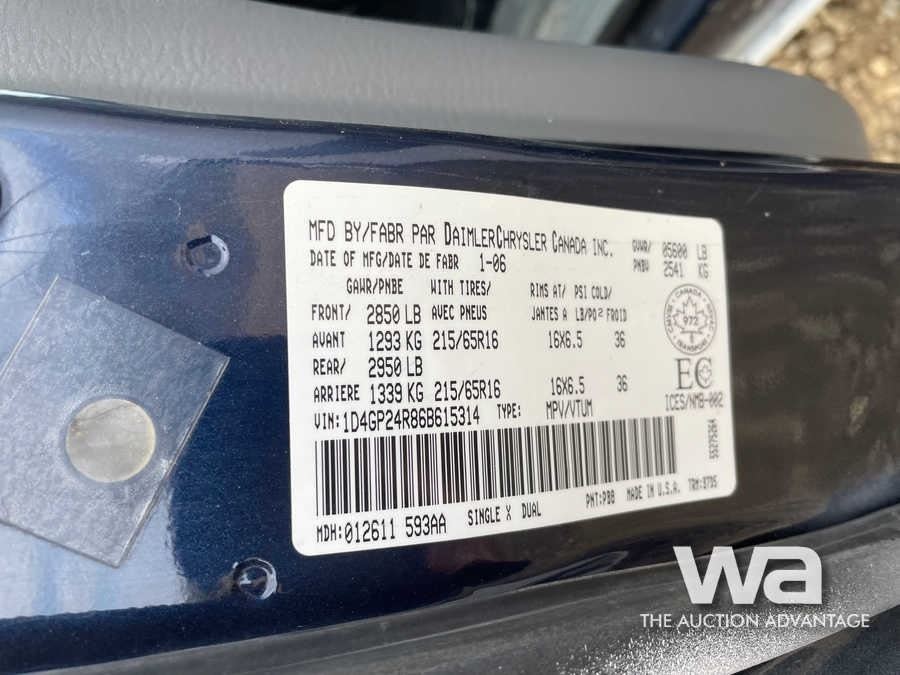 MFD BY/FABR PAR DAIMLERCHRYSLER CANADA INC. GVWR/ 05600 LB
DATE OF MFG/DATE DE FABR 1-06 PNBV 2541 KG
GAWR/PNBE WITH TIRES/ RIMS AT/ PSI COLD/
FRONT/ 2850 LB AVEC PNEUS JANTES A LB/PO² FROID
AVANT 1293 KG 215/65R16 16X6.5 36
REAR/ 2950 LB
ARRIERE 1339 KG 215/65R16 16X6.5 36
VIN:1D4GP24R86B615314 TYPE: MPV/VTUM
CANADA
972
TRANSPORT
EC
ICES/NMB-002
55275264
MDH:012611 593AA SINGLE X DUAL PNT:PBB MADE IN U.S.A. TRM:
wa
THE AUCTION ADVANTAGE